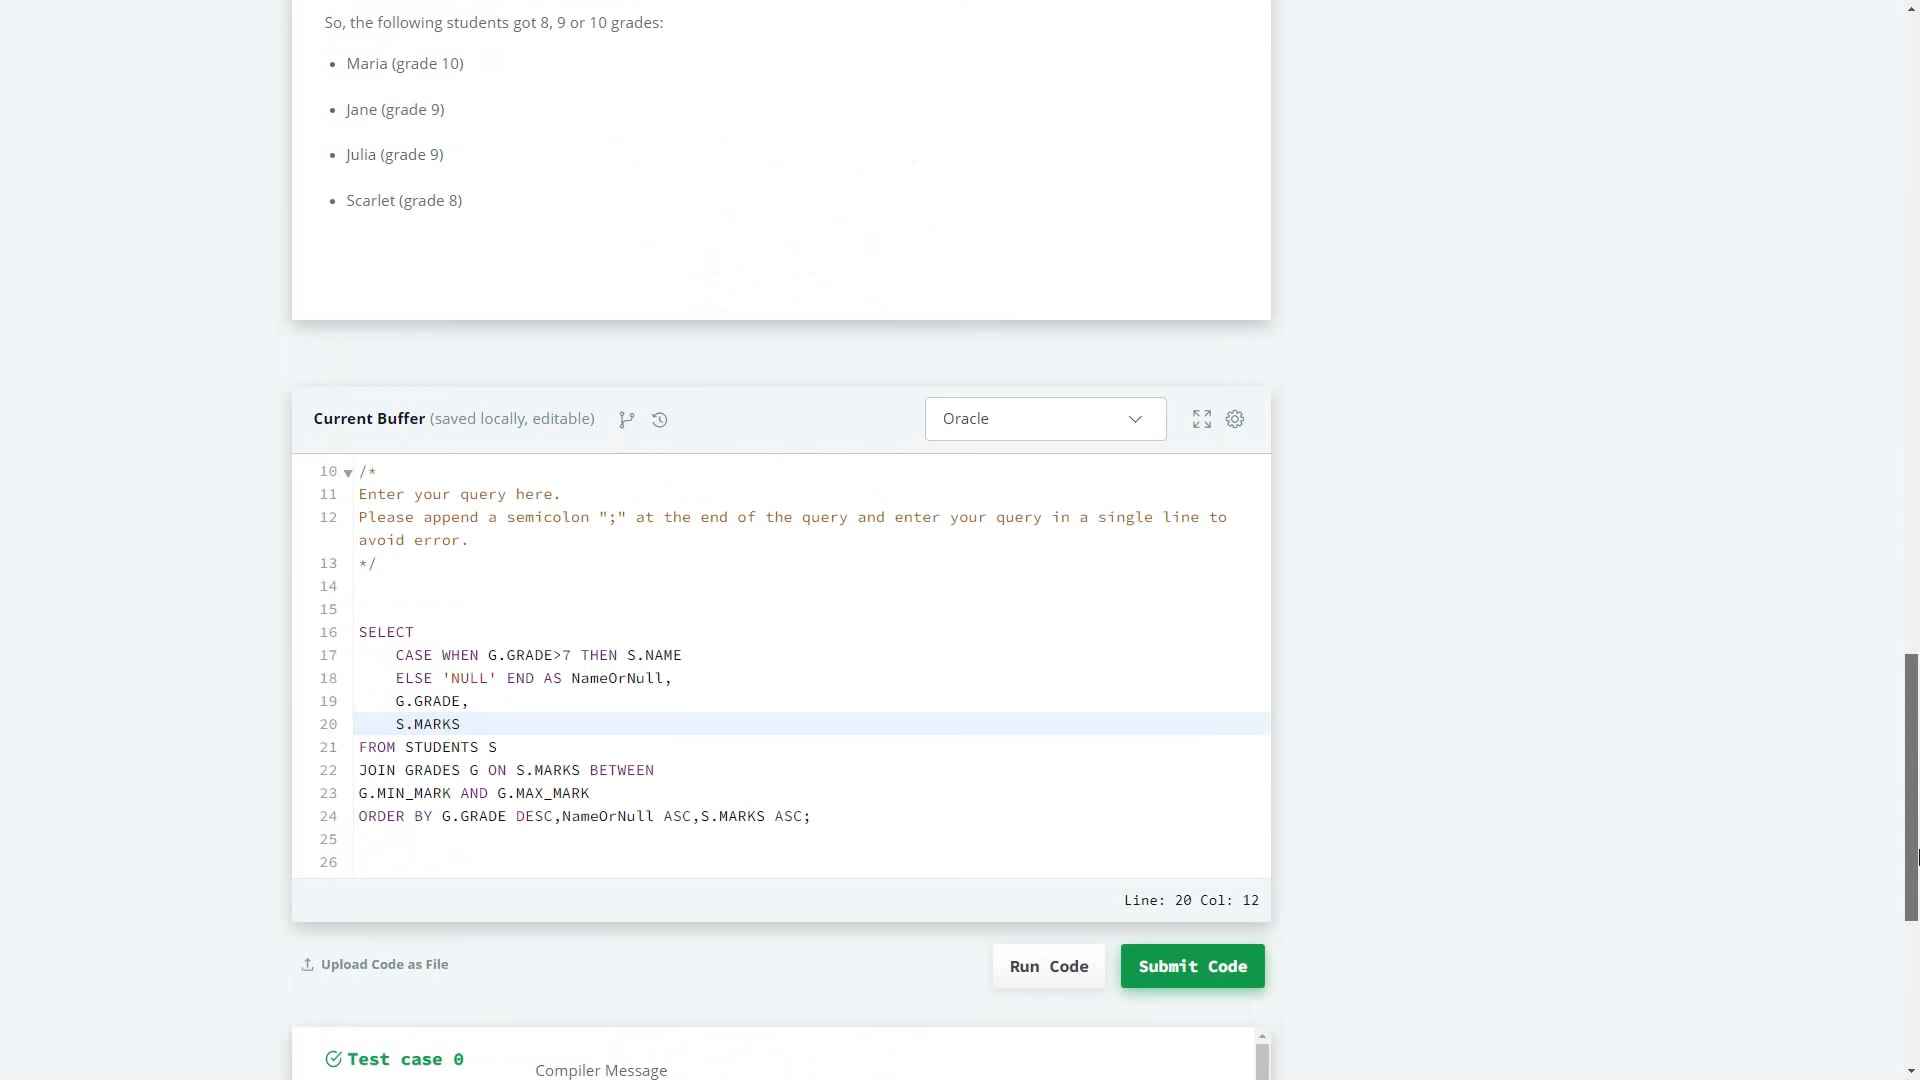 So, the following students got 8, 9 or 10 grades:
• Maria (grade 10)
• Jane (grade 9)
• Julia (grade 9)
• Scarlet (grade 8)
Current Buffer (saved locally, editable)
Oracle
10 /*
11 Enter your query here.
12 Please append a semicolon ";" at the end of the query and enter your query in a single line to
avoid error.
13 */
14
15
16 SELECT
17 CASE WHEN G.GRADE>7 THEN S.NAME
18 ELSE 'NULL' END AS NameOrNull,
19 G.GRADE,
20 S.MARKS
21 FROM STUDENTS S
22 JOIN GRADES G ON S.MARKS BETWEEN
23 G.MIN_MARK AND G.MAX_MARK
24 ORDER BY G.GRADE DESC,NameOrNull ASC,S.MARKS ASC;
25
26
Line: 20 Col: 12
Upload Code as File
Run Code
Submit Code
Test case 0
Compiler Message